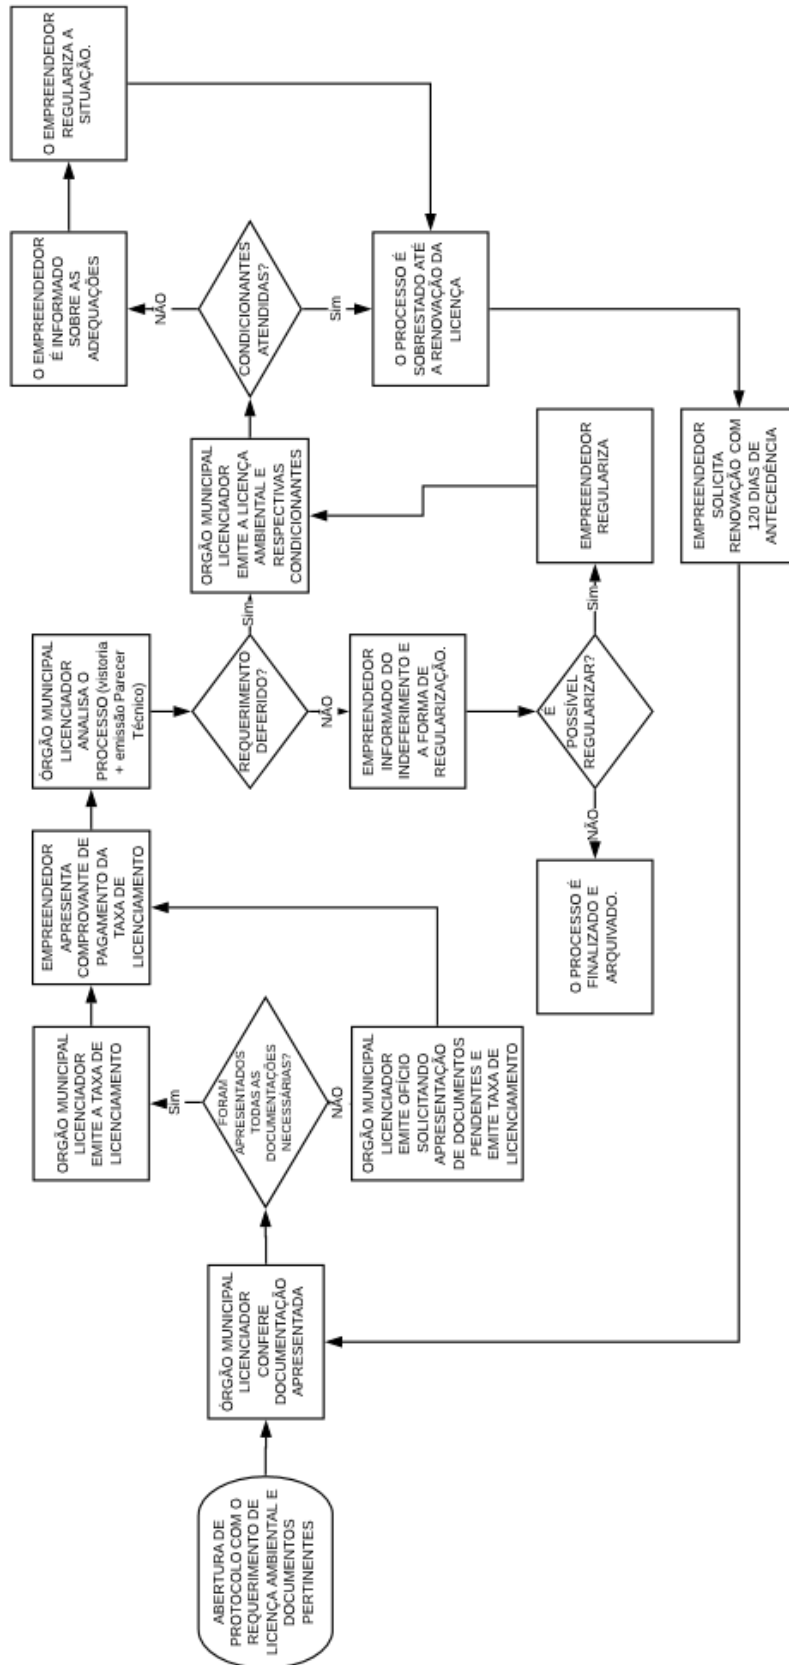 ABERTURA DE
PROTOCOLO COM O
REQUERIMENTO DE
LICENÇA AMBIENTAL E
DOCUMENTOS
PERTINENTES
ÓRGÃO MUNICIPAL
LICENCIADOR
CONFERE
DOCUMENTAÇÃO
APRESENTADA
FORAM
APRESENTADOS
TODAS AS
DOCUMENTAÇÕES
NECESSÁRIAS?
Sim
NÃO
ORGÃO MUNICIPAL
LICENCIADOR
EMITE A TAXA DE
LICENCIAMENTO
ORGÃO MUNICIPAL
LICENCIADOR
EMITE OFÍCIO
SOLICITANDO
APRESENTAÇÃO
DE DOCUMENTOS
PENDENTES E
EMITE TAXA DE
LICENCIAMENTO
EMPREENDEDOR
APRESENTA
COMPROVANTE DE
PAGAMENTO DA
TAXA DE
LICENCIAMENTO
ÓRGÃO MUNICIPAL
LICENCIADOR
ANALISA O
PROCESSO (vistoria
+ emissão Parecer
Técnico)
REQUERIMENTO
DEFERIDO?
Sim
NÃO
EMPREENDEDOR
INFORMADO DO
INDEFERIMENTO E
A FORMA DE
REGULARIZAÇÃO.
É
POSSÍVEL
REGULARIZAR?
NÃO
Sim
O PROCESSO É
FINALIZADO E
ARQUIVADO.
EMPREENDEDOR
REGULARIZA
ORGÃO MUNICIPAL
LICENCIADOR
EMITE A LICENÇA
AMBIENTAL E
RESPECTIVAS
CONDICIONANTES
CONDICIONANTES
ATENDIDAS?
NÃO
Sim
O EMPREENDEDOR
É INFORMADO
SOBRE AS
ADEQUAÇÕES
O EMPREENDEDOR
REGULARIZA A
SITUAÇÃO.
O PROCESSO É
SOBRESTADO ATÉ
A RENOVAÇÃO DA
LICENÇA
EMPREENDEDOR
SOLICITA
RENOVAÇÃO COM
120 DIAS DE
ANTECEDÊNCIA